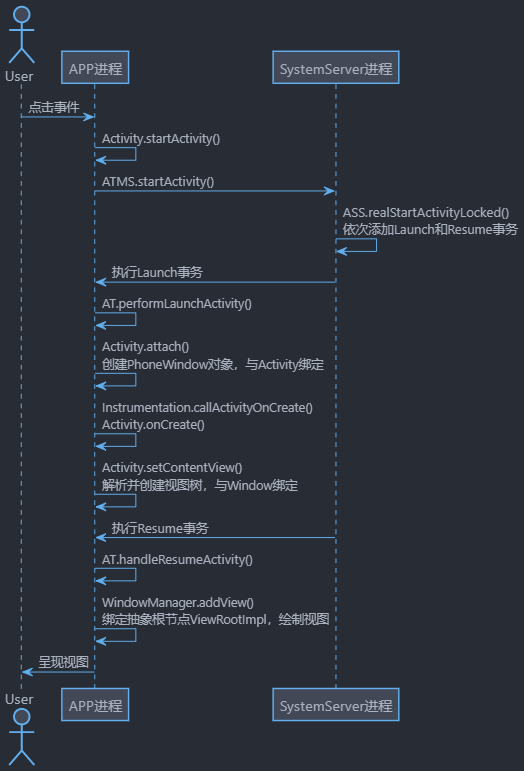 User
APP进程
SystemServer进程
点击事件
Activity.startActivity()
ATMS.startActivity()
ASS.realStartActivityLocked()
依次添加Launch和Resume事务
执行Launch事务
AT.performLaunchActivity()
Activity.attach()
创建PhoneWindow对象，与Activity绑定
Instrumentation.callActivityOnCreate()
Activity.onCreate()
Activity.setContentView()
解析并创建视图树，与Window绑定
执行Resume事务
AT.handleResumeActivity()
WindowManager.addView()
绑定抽象根节点ViewRootImpl，绘制视图
呈现视图
User
APP进程
SystemServer进程